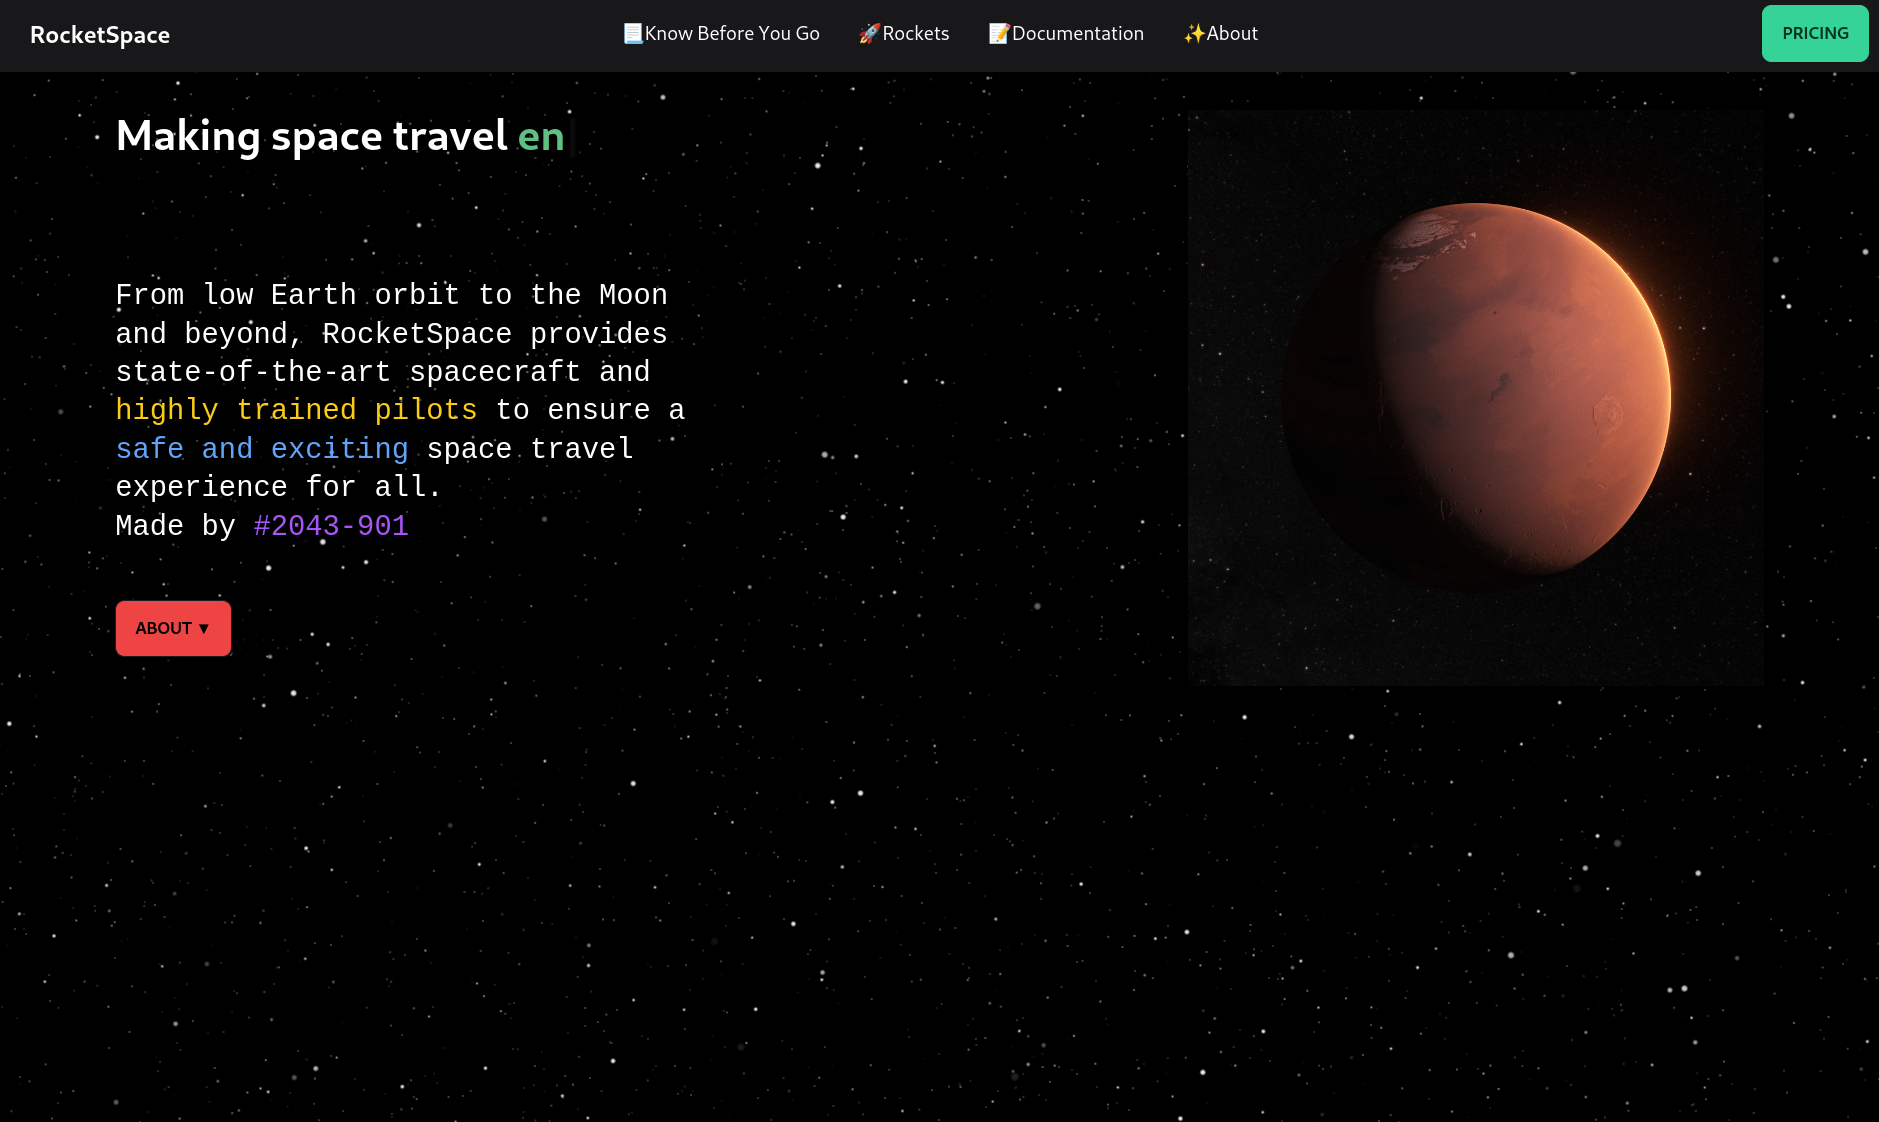 RocketSpace
📃Know Before You Go
🚀Rockets
📝Documentation
✨About
PRICING
Making space travel en
From low Earth orbit to the Moon
and beyond, RocketSpace provides
state-of-the-art spacecraft and
highly trained pilots to ensure a
safe and exciting space travel
experience for all.
Made by #2043-901
ABOUT ▼